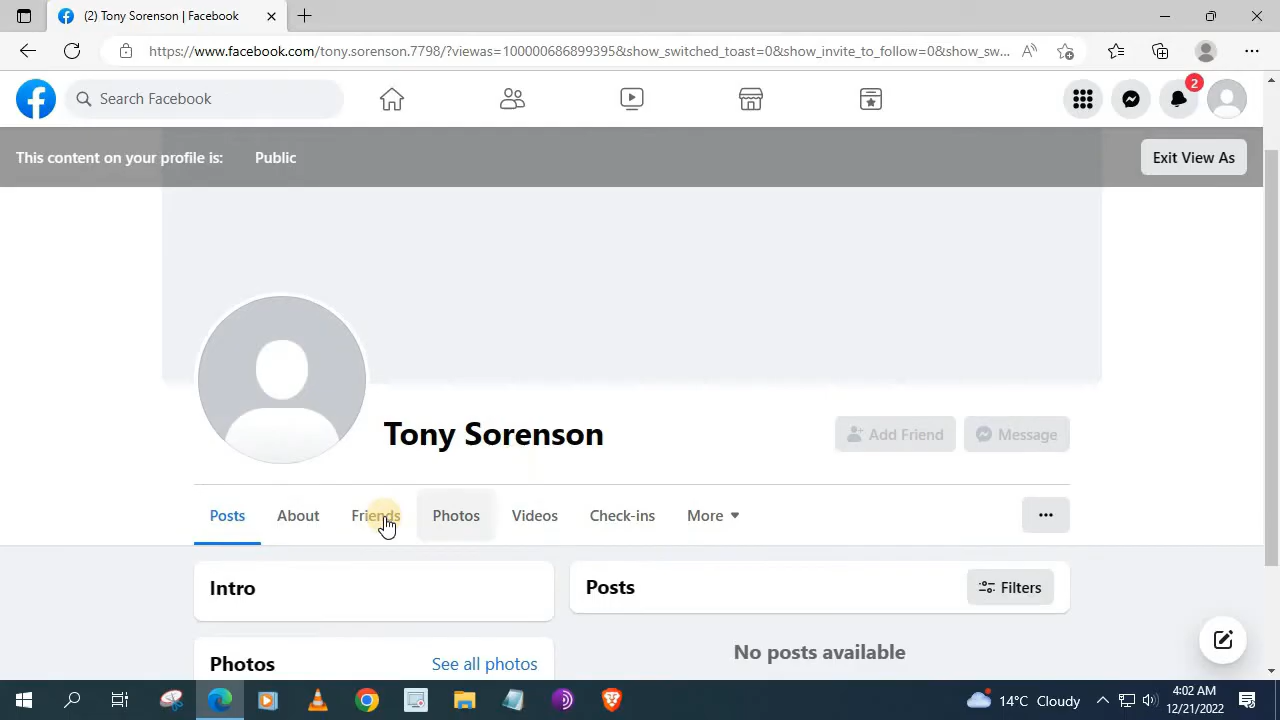 (2) Tony Sorenson | Facebook
https://www.facebook.com/tony.sorenson.7798/?viewas=100000686899395&show_switched_toast=0&show_invite_to_follow=0&show_sw...
Search Facebook
2
This content on your profile is: Public
Exit View As
Tony Sorenson
Add Friend
Message
Posts About Friends Photos Videos Check-ins More
Intro
Posts
Filters
Photos
See all photos
No posts available
14°C Cloudy
4:02 AM
12/21/2022